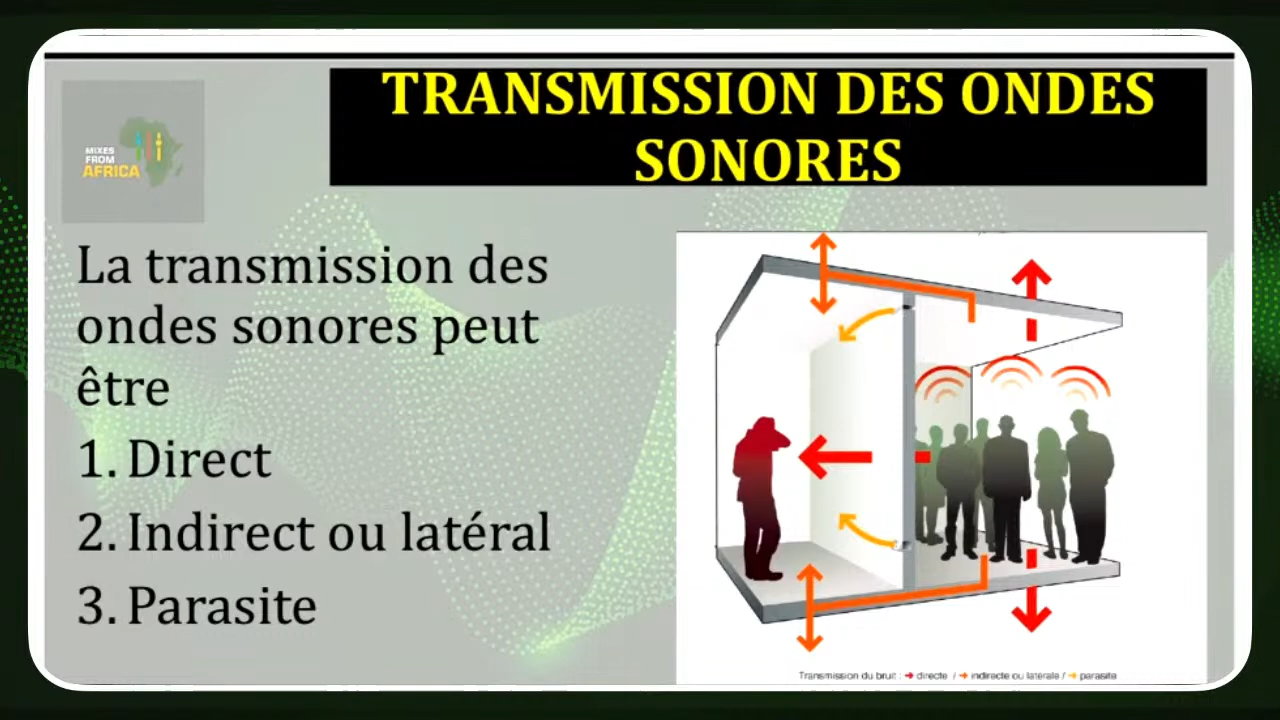 TRANSMISSION DES ONDES
SONORES
MIXES
FROM
AFRICA
La transmission des
ondes sonores peut
être
1. Direct
2. Indirect ou latéral
3. Parasite
Transmission du bruit : directe / indirecte ou latérale / parasite